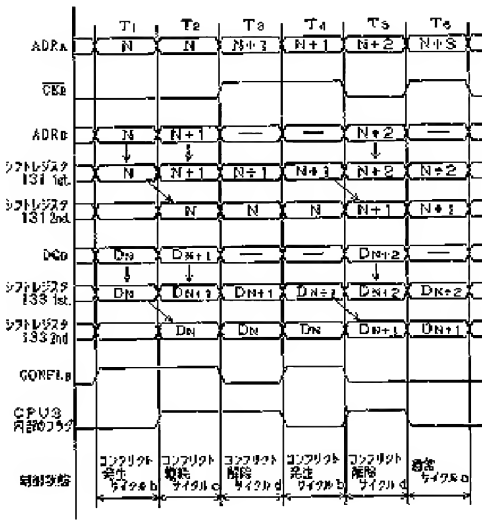 T1 T2 T3 T4 T5 T6
ADRA N N N+1 N+1 N+2 N+3
CKB
ADRB N N+1 — — N+2 —
シフトレジスタ 131 1st. N N+1 N+1 N+1 N+2 N+2
シフトレジスタ 131 2nd. N N N N+1 N+1
DN DN+1 — — DN+2 —
シフトレジスタ 133 1st. DN DN+1 DN+1 DN+1 DN+2 DN+2
シフトレジスタ 133 2nd DN DN DN DN+1 DN+1
CONFLB
CPU3 内部のフラグ
制御状態
コンフリクト 発生 サイクル b
コンフリクト 継続 サイクル c
コンフリクト 解除 サイクル d
コンフリクト 発生 サイクル b
コンフリクト 解除 サイクル d
通常 サイクル a